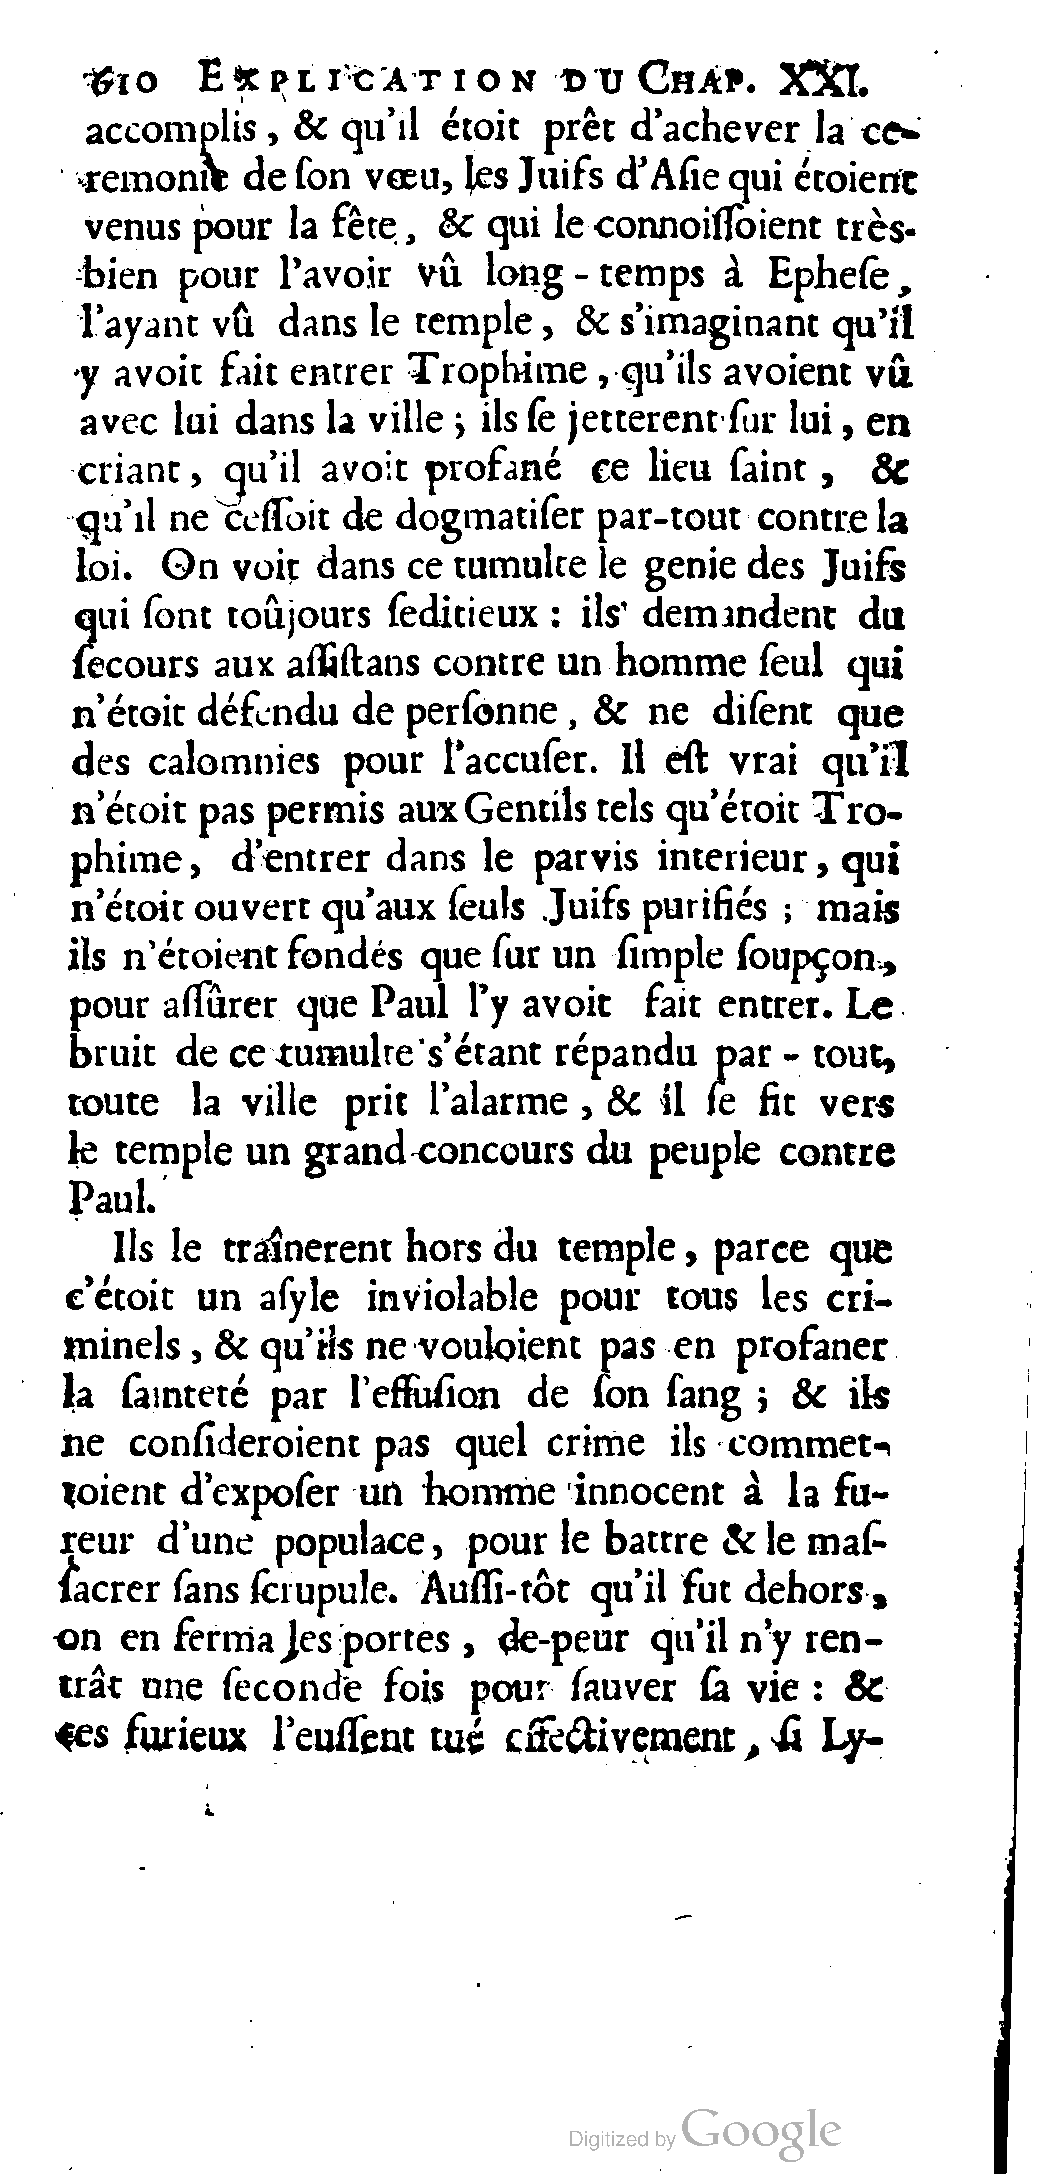 610 EXPLICATION DU CHAP. XXI.
accomplis, & qu'il étoit prêt d'achever la ce-
remonie de ſon vœu, les Juifs d'Aſie qui étoient
venus pour la fête, & qui le connoiſſoient très-
bien pour l'avoir vû long-temps à Epheſe,
l'ayant vû dans le temple, & s'imaginant qu'il
y avoit fait entrer Trophime, qu'ils avoient vû
avec lui dans la ville; ils ſe jetterent ſur lui, en
criant, qu'il avoit profané ce lieu ſaint, &
qu'il ne ceſſoit de dogmatiſer par-tout contre la
loi. On voit dans ce tumulte le genie des Juifs
qui ſont toûjours ſeditieux : ils demandent du
ſecours aux aſſiſtans contre un homme ſeul qui
n'étoit défendu de perſonne, & ne diſent que
des calomnies pour l'accuſer. Il eſt vrai qu'il
n'étoit pas permis aux Gentils tels qu'étoit Tro-
phime, d'entrer dans le parvis interieur, qui
n'étoit ouvert qu'aux ſeuls Juifs purifiés ; mais
ils n'étoient fondés que ſur un ſimple ſoupçon,
pour aſſûrer que Paul l'y avoit fait entrer. Le
bruit de ce tumulte s'étant répandu par-tout,
toute la ville prit l'alarme, & il ſe fit vers
le temple un grand concours du peuple contre
Paul.
Ils le traînerent hors du temple, parce que
c'étoit un aſyle inviolable pour tous les cri-
minels, & qu'ils ne vouloient pas en profaner
la ſainteté par l'effuſion de ſon ſang ; & ils
ne conſideroient pas quel crime ils commet-
toient d'expoſer un homme innocent à la fu-
reur d'une populace, pour le battre & le maſ-
ſacrer ſans ſcrupule. Auſſi-tôt qu'il fut dehors,
on en ferma les portes, de-peur qu'il n'y ren-
trât une ſeconde fois pour ſauver ſa vie : &
ces furieux l'euſſent tué effectivement, ſi Ly-
Digitized by Google